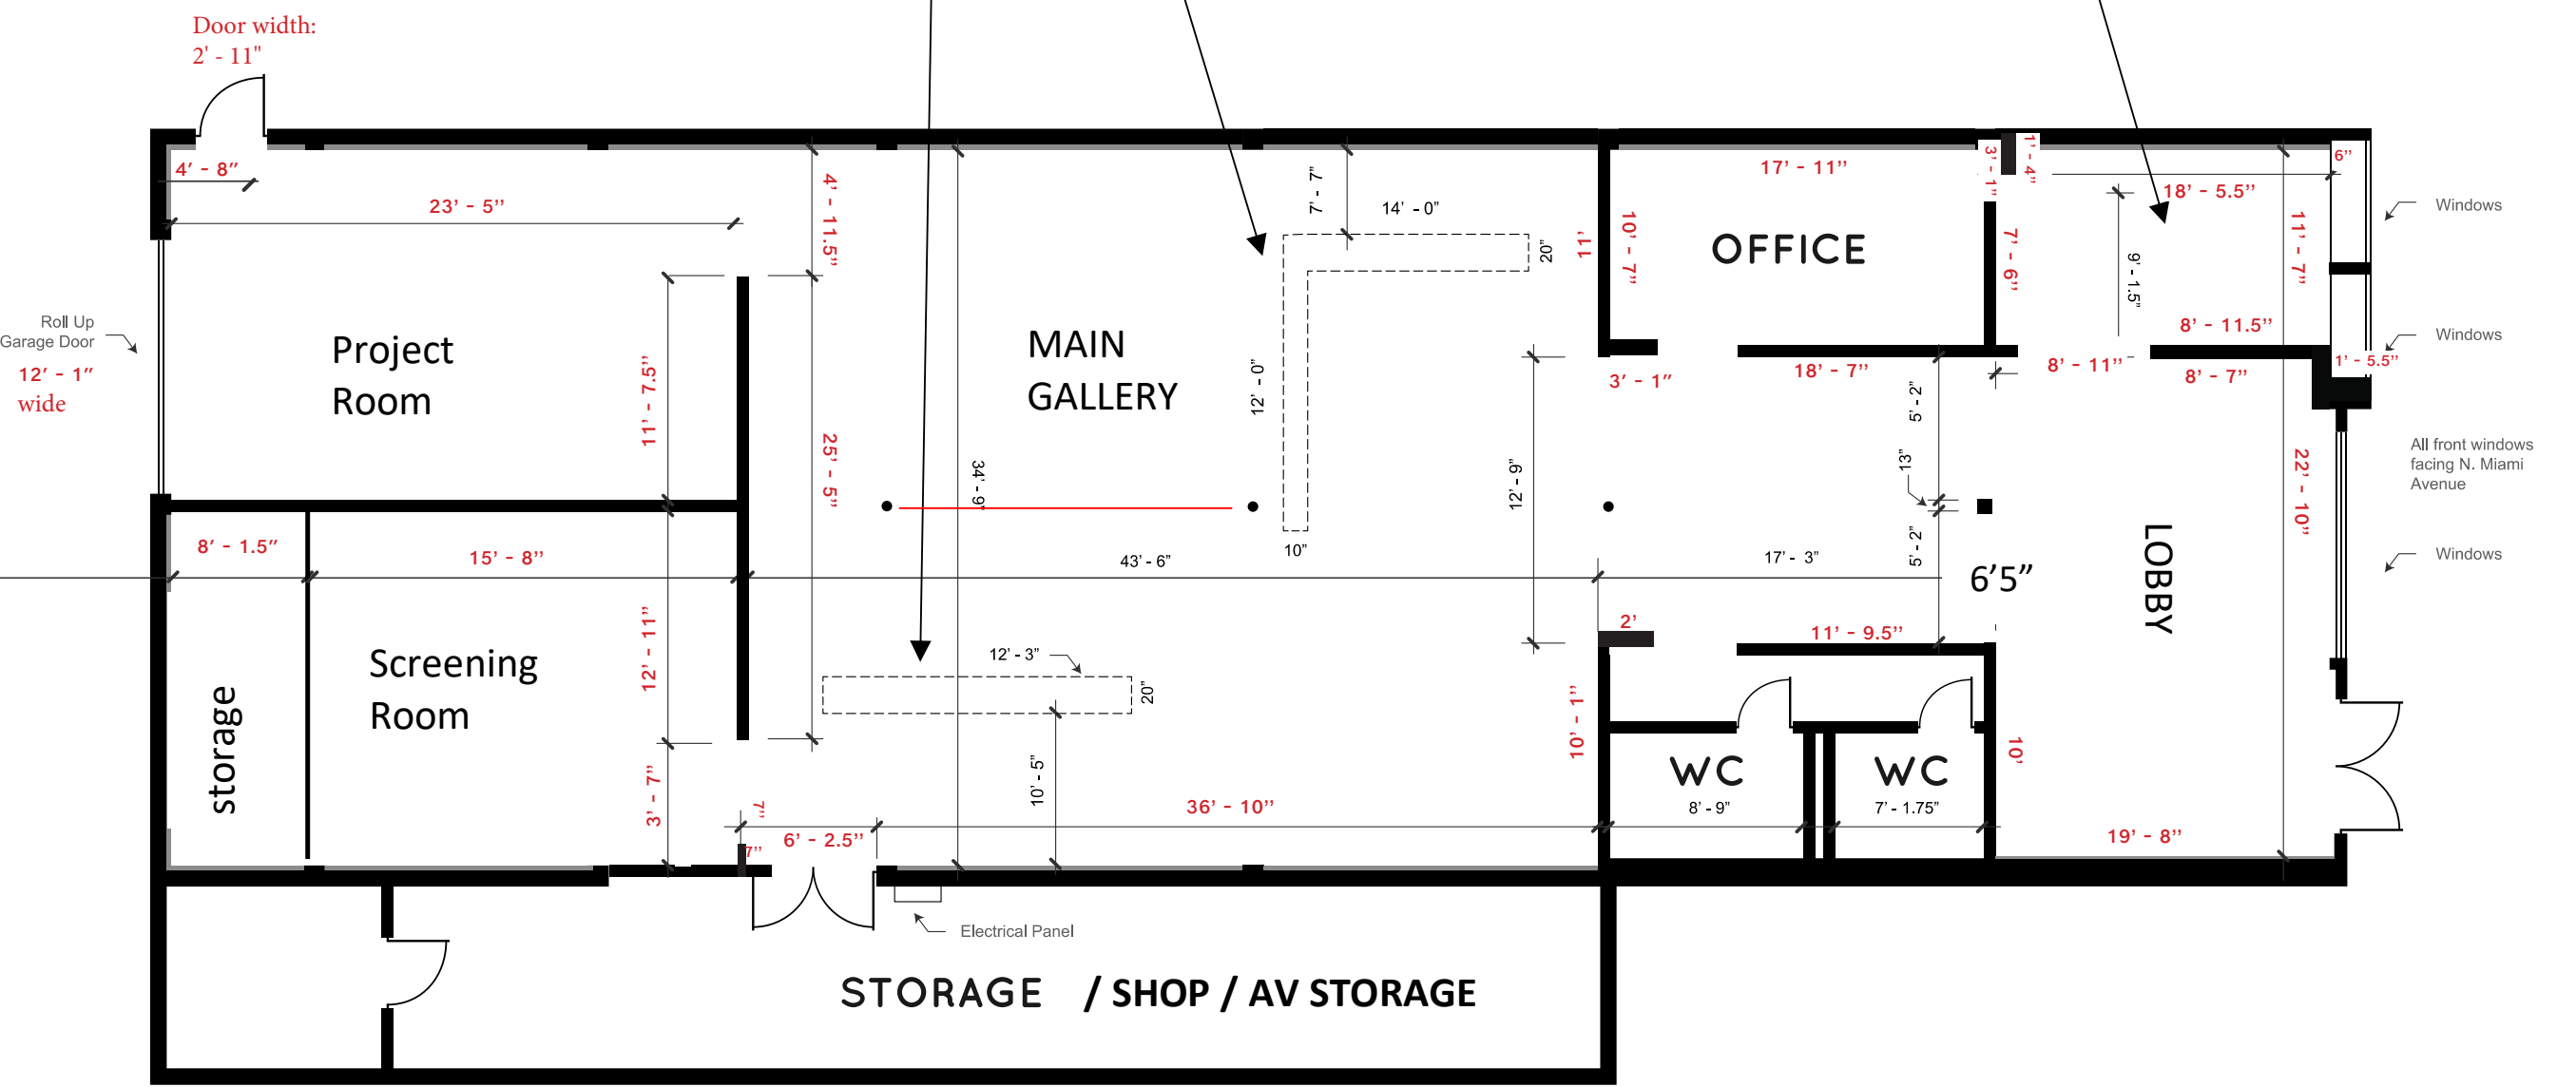 Door width:
2' - 11"
4’ - 8”
23’ - 5’’
4’ - 11.5’’
7’ - 7”
14’ - 0”
20”
11’
10’ - 7’’
17’ - 11’’
OFFICE
3’ - 1”
1’ - 4”
7’ - 6’’
18’ - 5.5’’
9’ - 1.5”
11’ - 7’’
6’’
Windows
Roll Up
Garage Door
12’ - 1”
wide
Project
Room
11’ - 7.5’’
25’ - 5’’
MAIN
GALLERY
12’ - 0”
34’ - 9”
10”
12’ - 9”
3’ - 1”
18’ - 7’’
8’ - 11.5’’
8’ - 11’’
8’ - 7’’
1’ - 5.5’’
Windows
5’ - 2”
13”
5’ - 2”
22’ - 10’’
All front windows
facing N. Miami
Avenue
Windows
8’ - 1.5”
15’ - 8’’
43’ - 6”
17’ - 3”
6’5”
LOBBY
storage
Screening
Room
12’ - 11’’
3’ - 7’’
12’ - 3”
20”
10’ - 5”
2’
11’ - 9.5’’
10’ - 1’’
10’
WC
8’ - 9”
WC
7’ - 1.75”
7’’
7’’
6’ - 2.5’’
36’ - 10’’
19’ - 8’’
Electrical Panel
STORAGE / SHOP / AV STORAGE